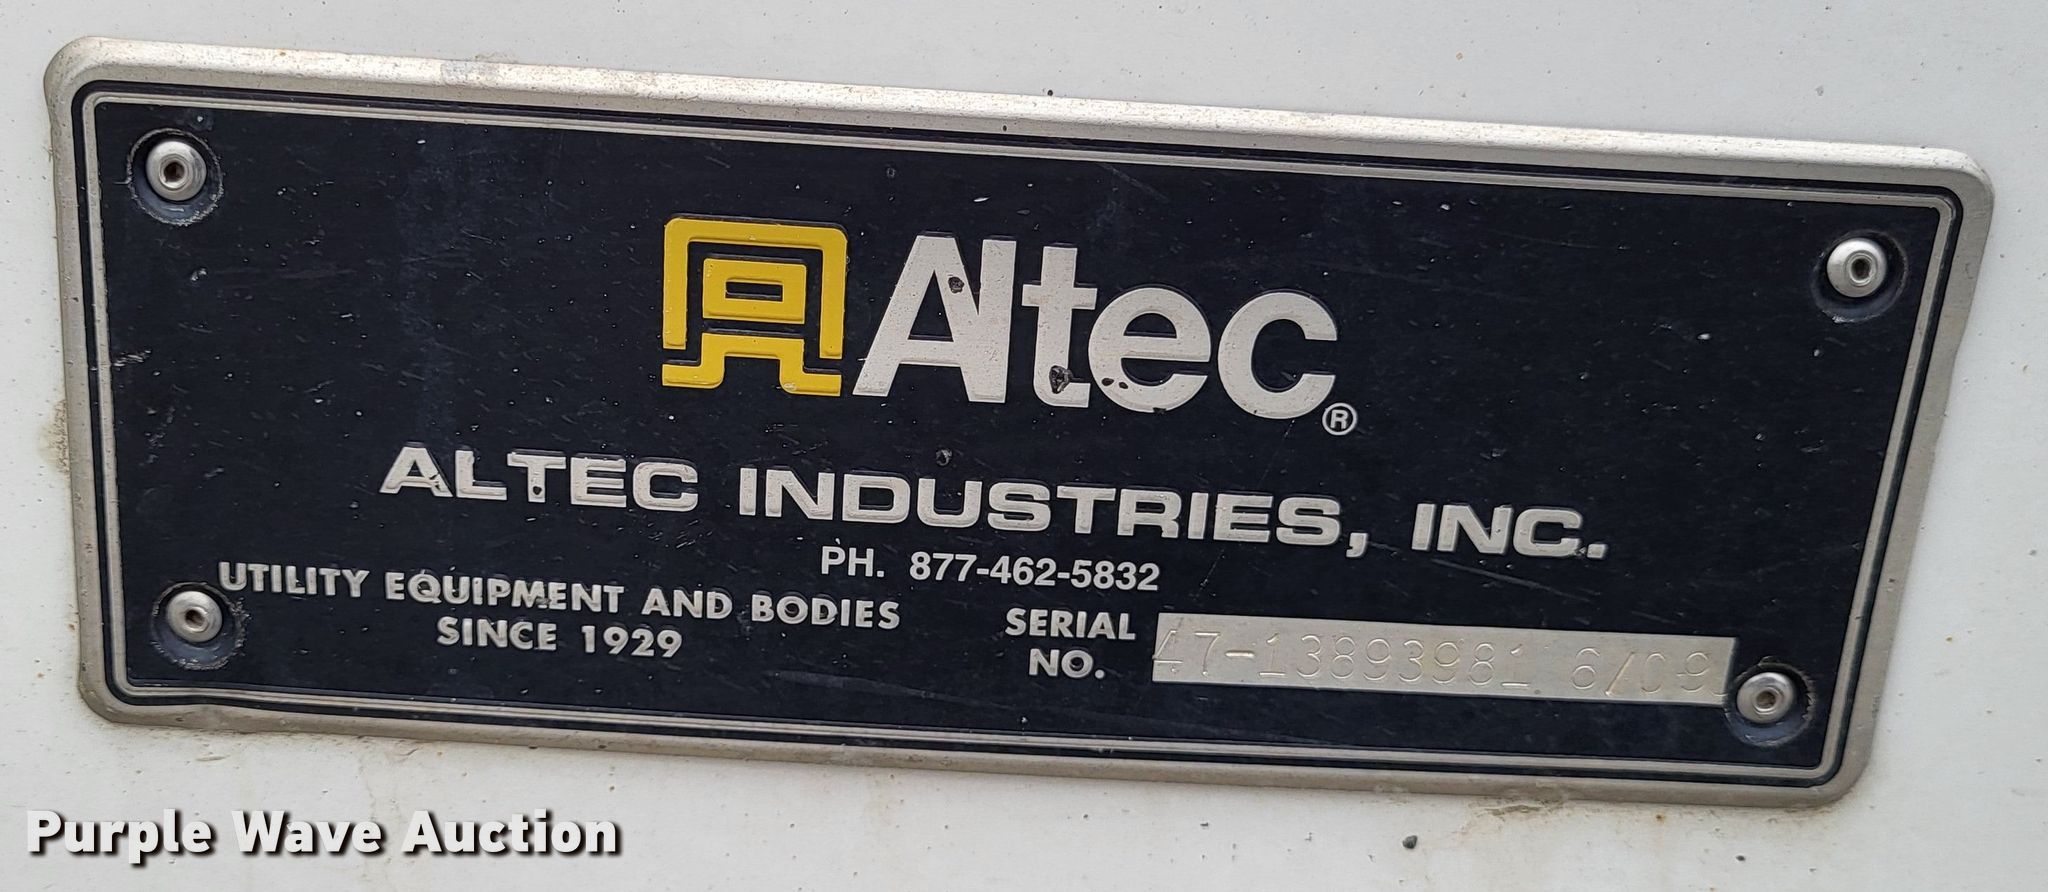 Altec®
ALTEC INDUSTRIES, INC.
PH. 877-462-5832
UTILITY EQUIPMENT AND BODIES
SINCE 1929
SERIAL
NO.
47-13893981 6/09
Purple Wave Auction